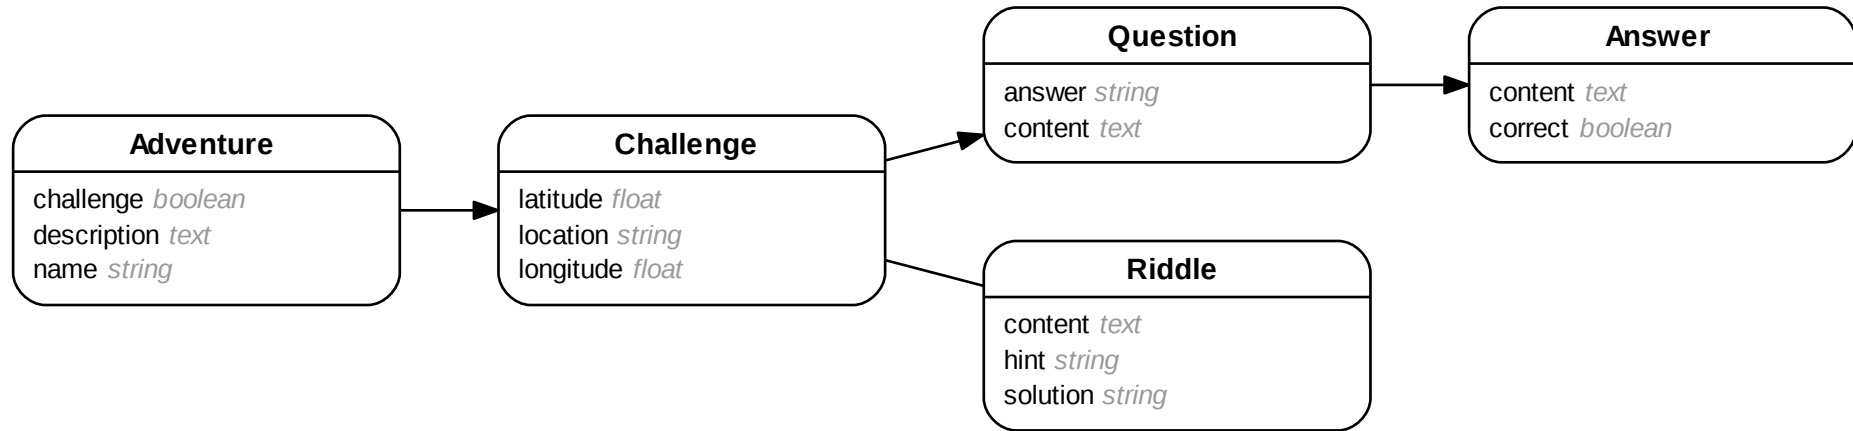 Adventure
challenge boolean
description text
name string
Challenge
latitude float
location string
longitude float
Question
answer string
content text
Riddle
content text
hint string
solution string
Answer
content text
correct boolean